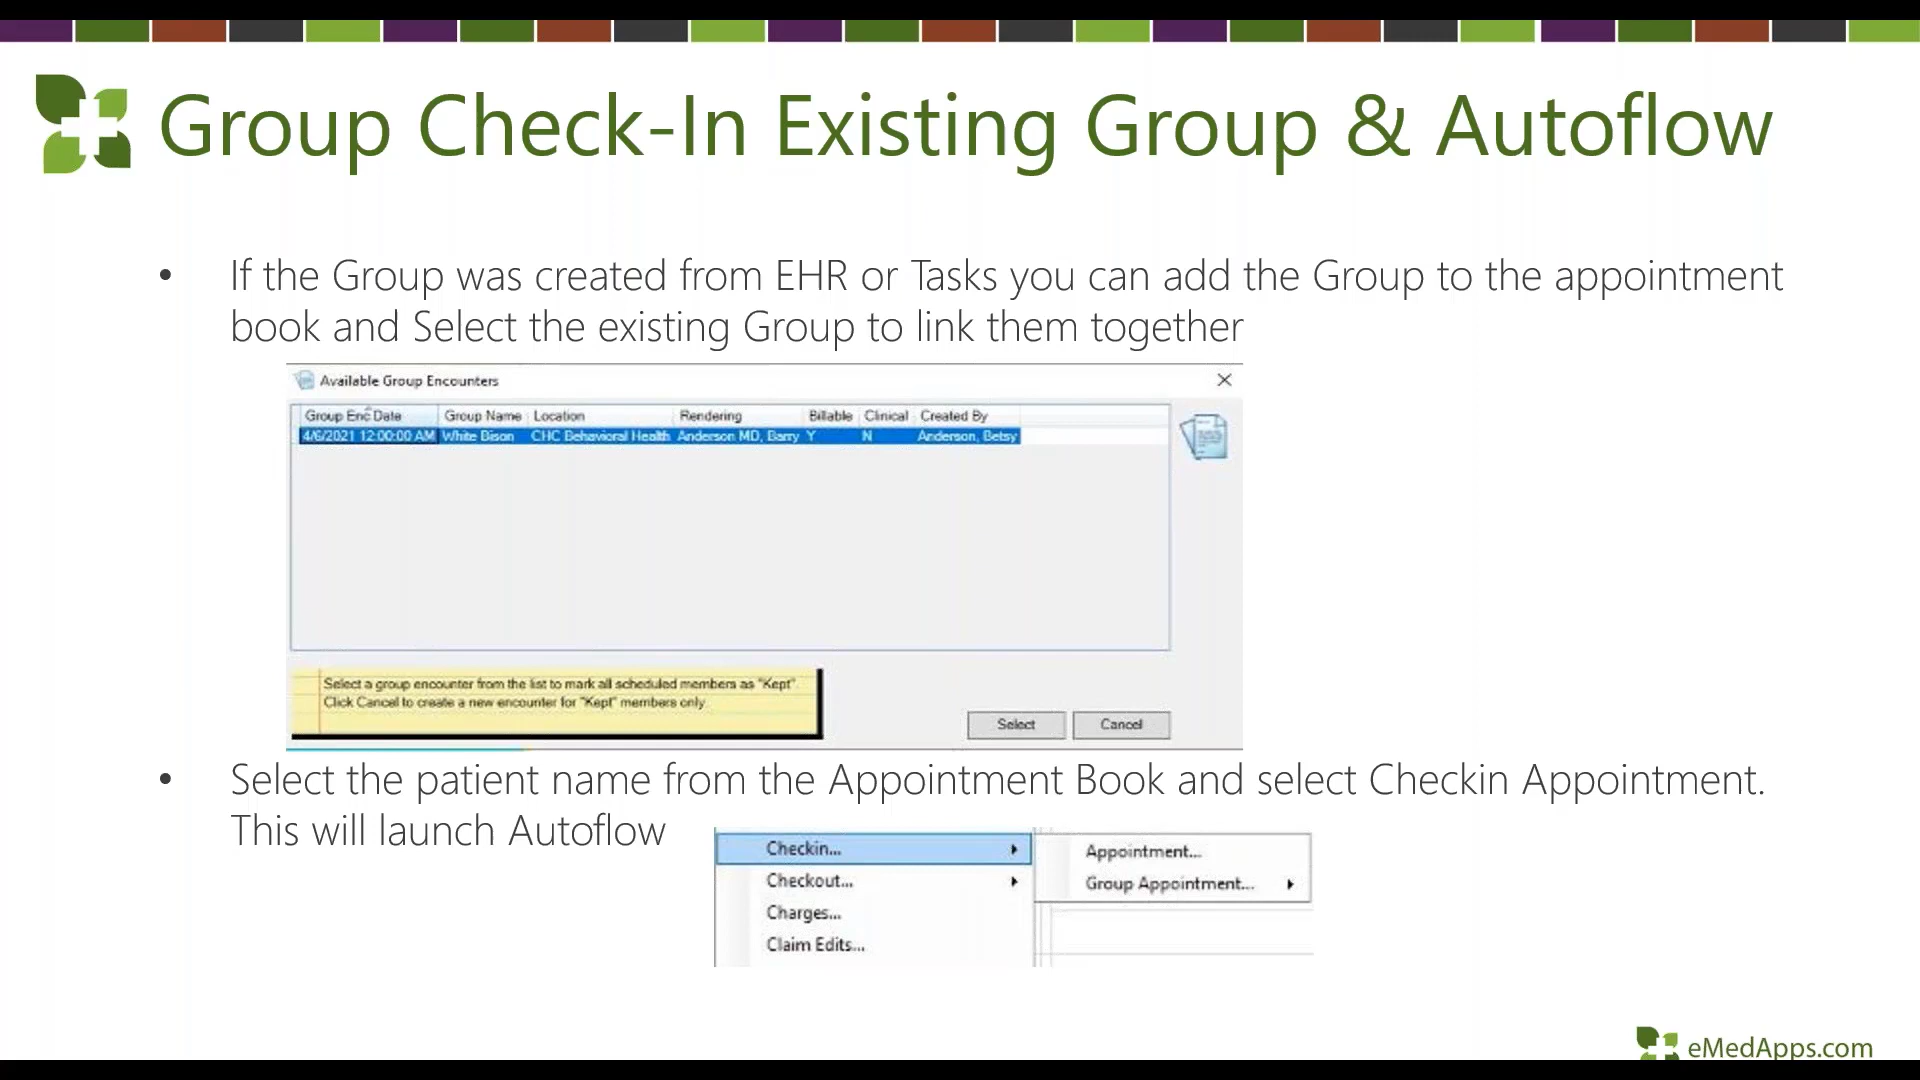 Group Check-In Existing Group & Autoflow
• If the Group was created from EHR or Tasks you can add the Group to the appointment
book and Select the existing Group to link them together
Available Group Encounters
Group Enc Date Group Name Location Rendering Billable Clinical Created By
4/6/2021 12:00:00 AM White Bison CHC Behavioral Health Anderson MD, Barry Y N Anderson, Betsy
Select a group encounter from the list to mark all scheduled members as "Kept".
Click Cancel to create a new encounter for "Kept" members only.
Select Cancel
• Select the patient name from the Appointment Book and select Checkin Appointment.
This will launch Autoflow
Checkin...
Checkout...
Charges...
Claim Edits...
Appointment...
Group Appointment...
eMedApps.com